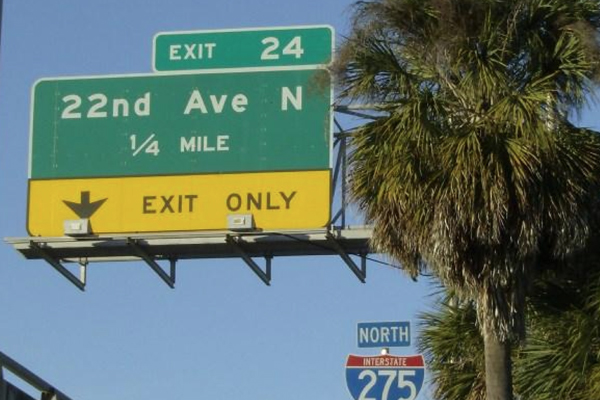 EXIT 24
22nd Ave N
1/4 MILE
EXIT ONLY
NORTH
INTERSTATE
275